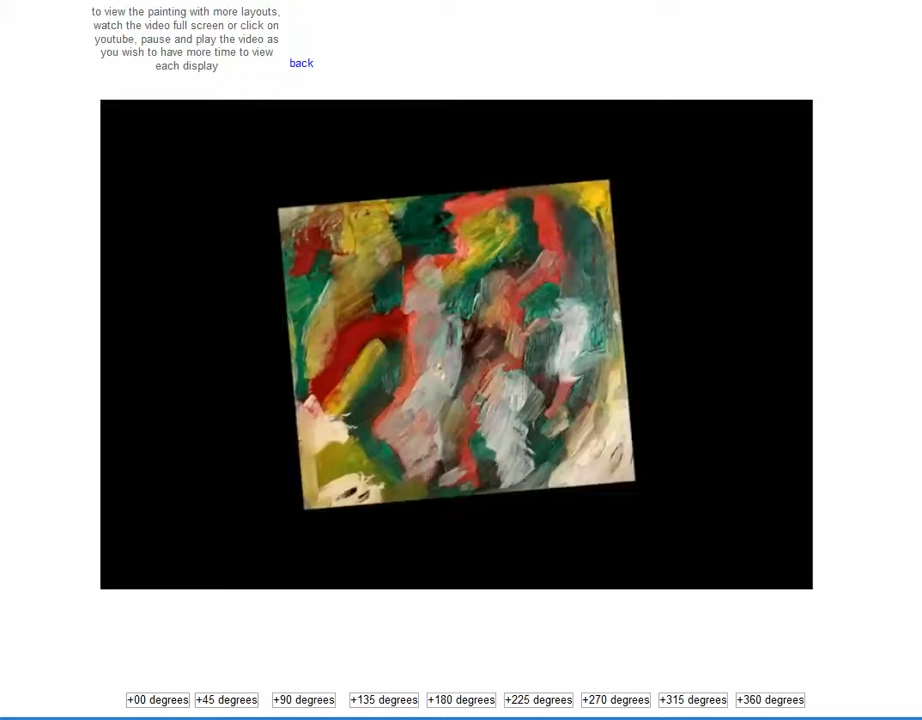 to view the painting with more layouts,
watch the video full screen or click on
youtube, pause and play the video as
you wish to have more time to view
each display
back
+00 degrees +45 degrees +90 degrees +135 degrees +180 degrees +225 degrees +270 degrees +315 degrees +360 degrees